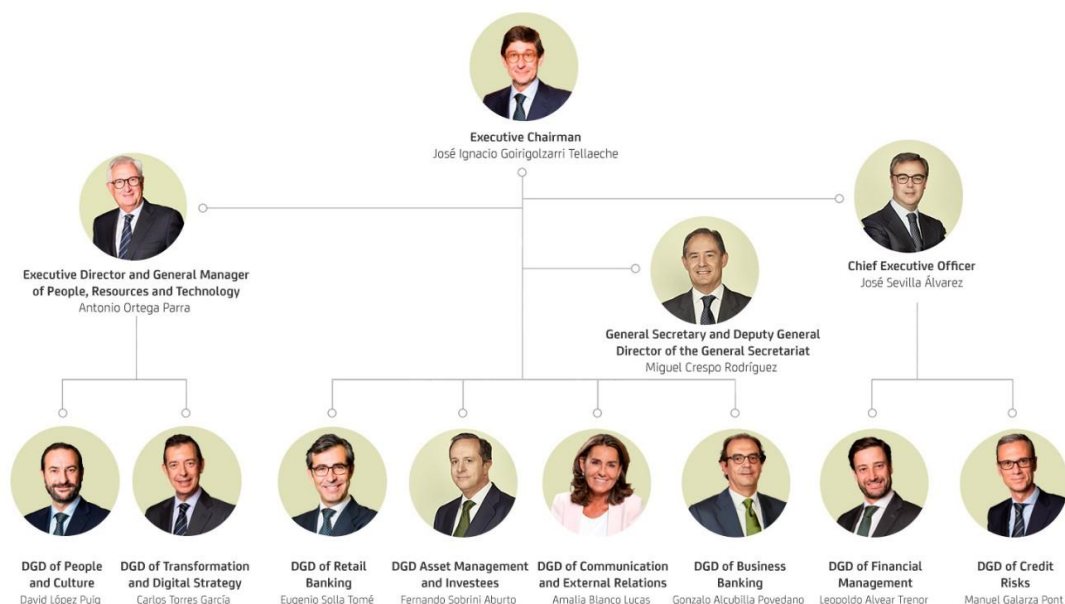 Executive Chairman
José Ignacio Goirigolzarri Tellaeche
Executive Director and General Manager
of People, Resources and Technology
Antonio Ortega Parra
Chief Executive Officer
José Sevilla Álvarez
General Secretary and Deputy General
Director of the General Secretariat
Miguel Crespo Rodríguez
DGD of People
and Culture
David López Puig
DGD of Transformation
and Digital Strategy
Carlos Torres García
DGD of Retail
Banking
Eugenio Solla Tomé
DGD Asset Management
and Investees
Fernando Sobrini Aburto
DGD of Communication
and External Relations
Amalia Blanco Lucas
DGD of Business
Banking
Gonzalo Alcubilla Povedano
DGD of Financial
Management
Leopoldo Alvear Trenor
DGD of Credit
Risks
Manuel Galarza Pont